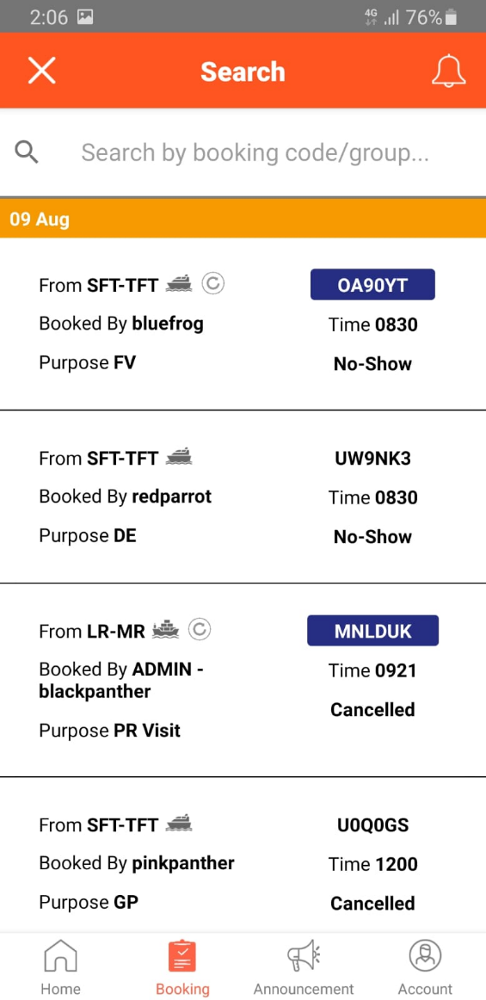 2:06 4G 76%
Search
Search by booking code/group...
09 Aug
From SFT-TFT C OA90YT
Booked By bluefrog Time 0830
Purpose FV No-Show
From SFT-TFT UW9NK3
Booked By redparrot Time 0830
Purpose DE No-Show
From LR-MR C MNLDUK
Booked By ADMIN - Time 0921
blackpanther
Cancelled
Purpose PR Visit
From SFT-TFT U0Q0GS
Booked By pinkpanther Time 1200
Purpose GP Cancelled
Home Booking Announcement Account